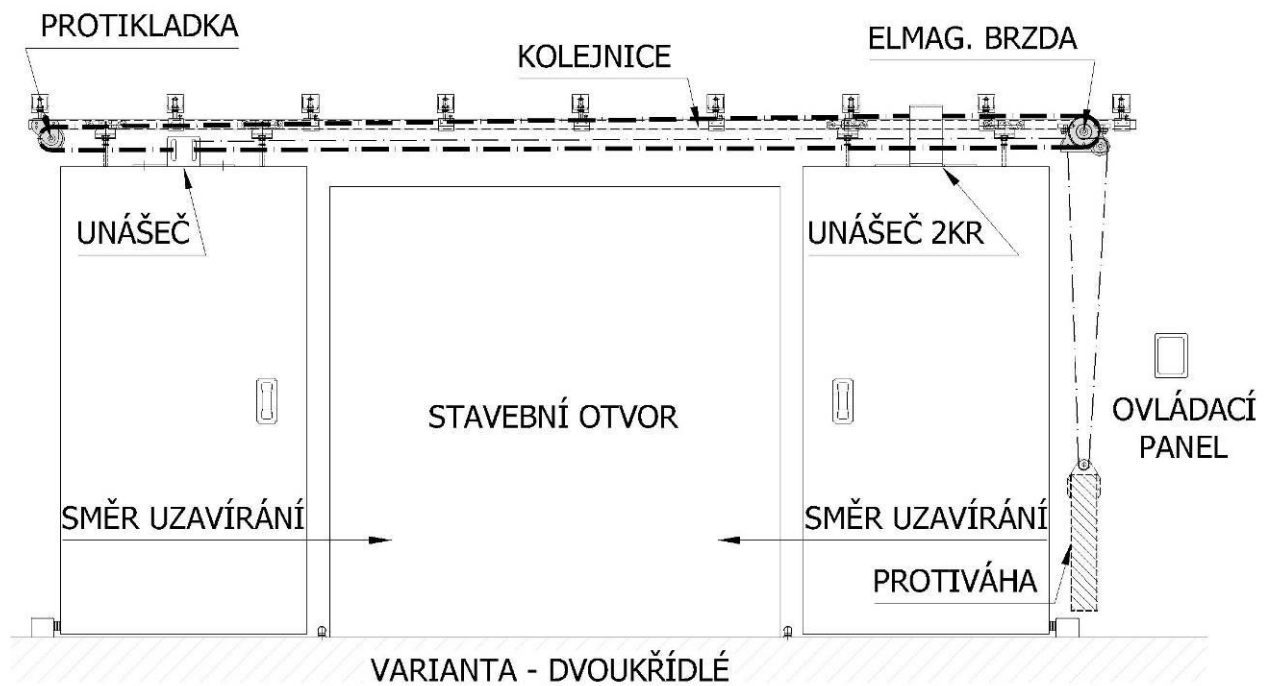 PROTIKLADKA
KOLEJNICE
ELMAG. BRZDA
UNÁŠEČ
UNÁŠEČ 2KR
STAVEBNÍ OTVOR
OVLÁDACÍ
PANEL
SMĚR UZAVÍRÁNÍ
SMĚR UZAVÍRÁNÍ
PROTIVÁHA
VARIANTA - DVOUKŘÍDLÉ